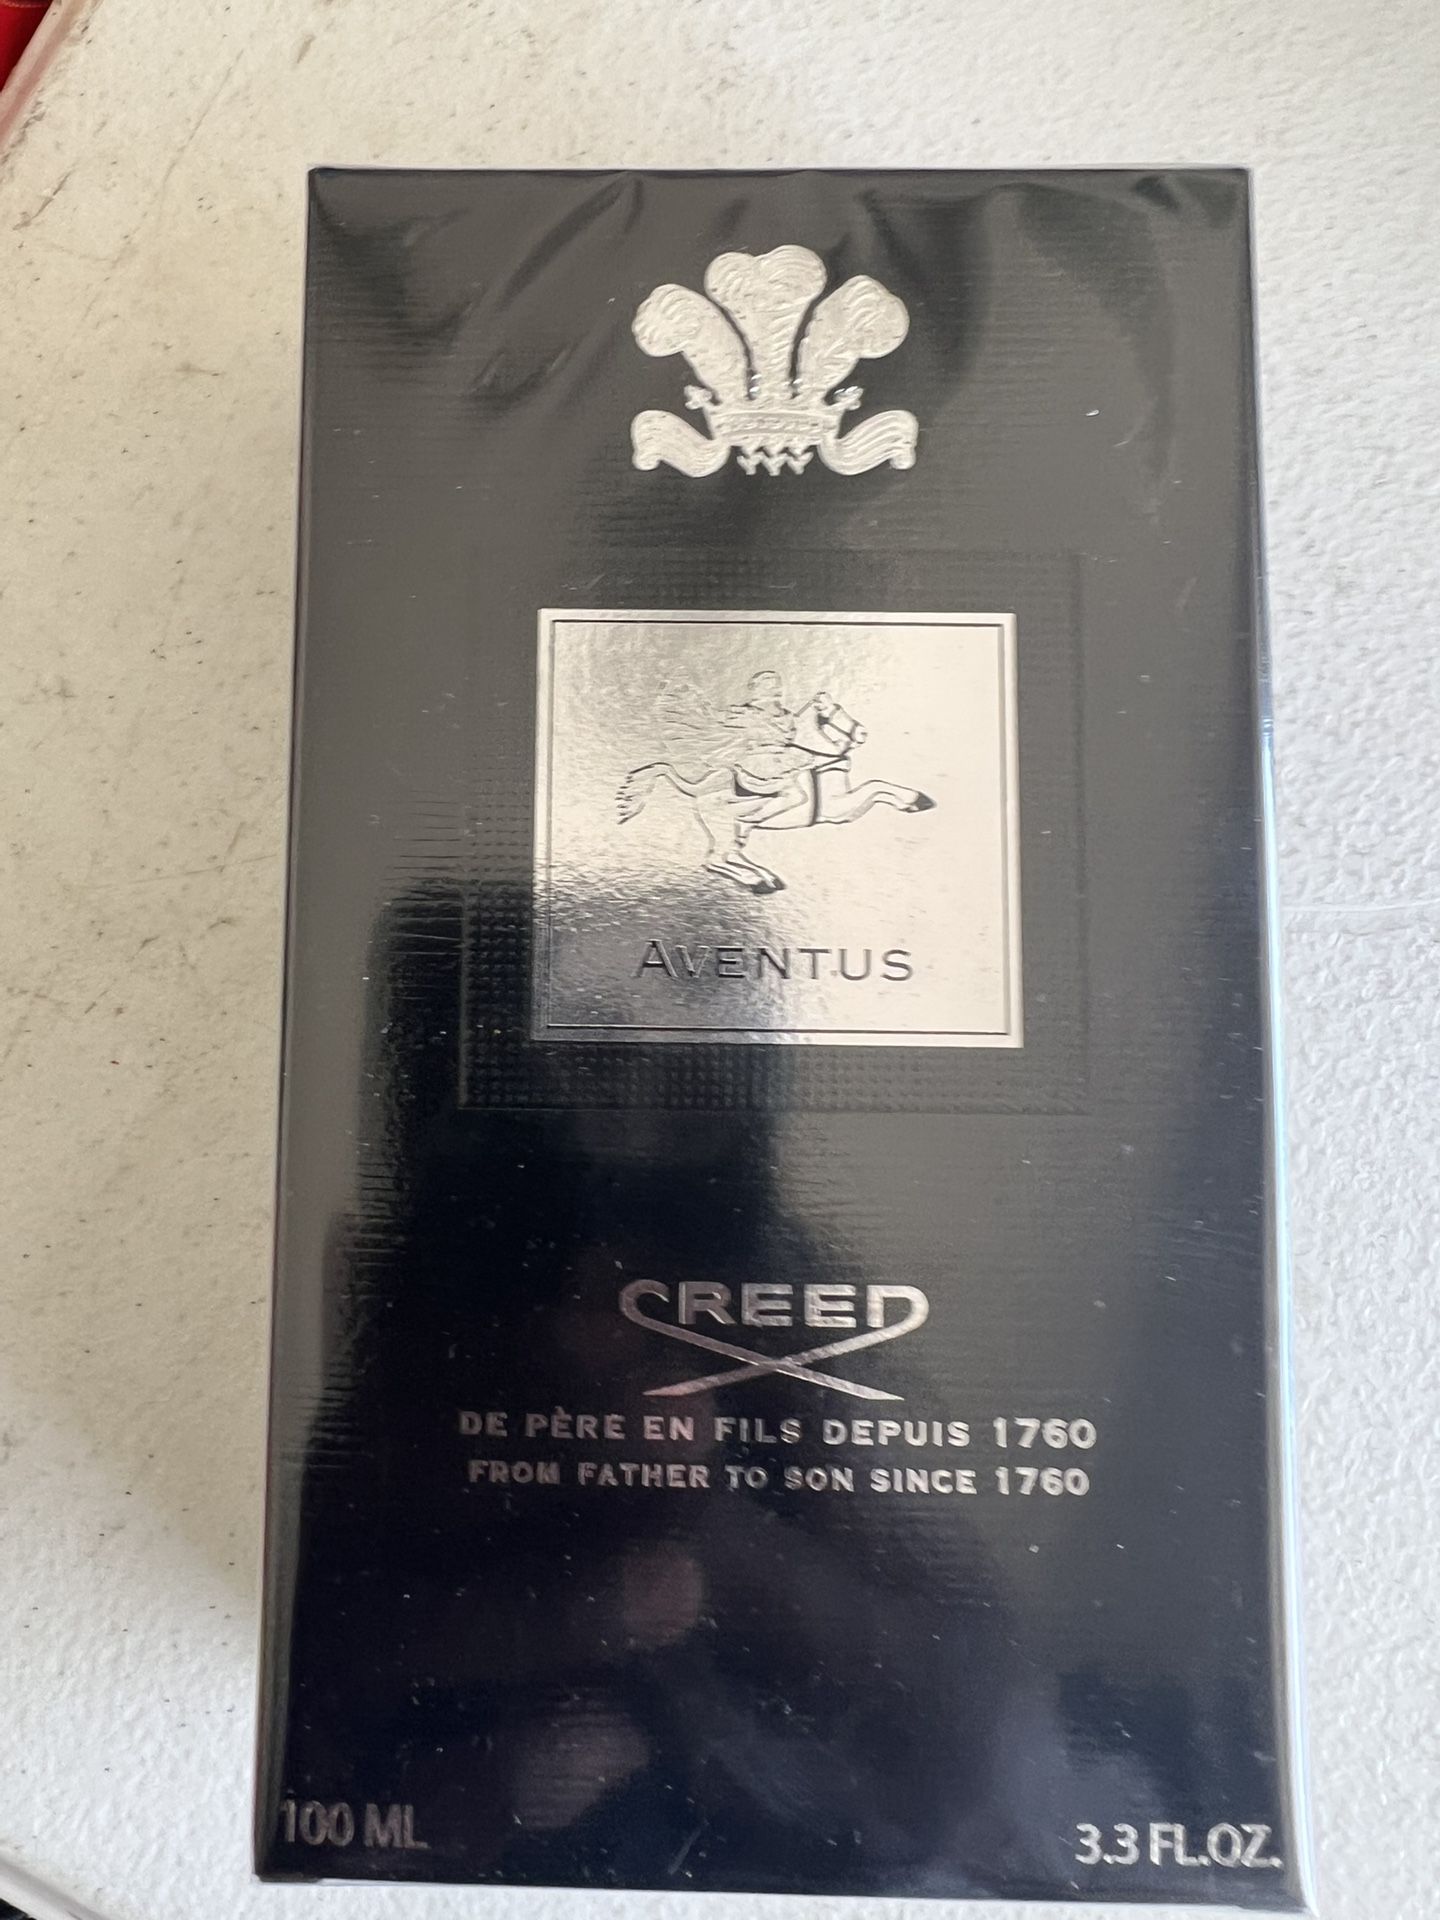 AVENTUS
CREED
DE PÈRE EN FILS DEPUIS 1760
FROM FATHER TO SON SINCE 1760
100 ML
3.3 FL.OZ.